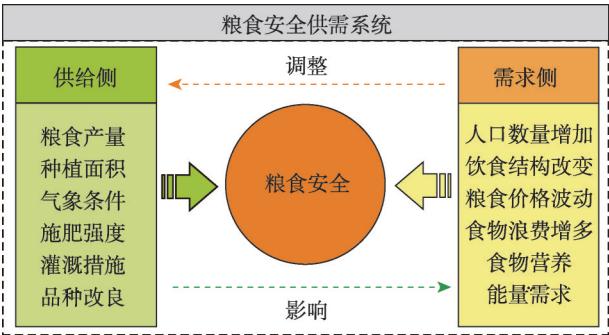 粮食安全供需系统
供给侧
粮食产量
种植面积
气象条件
施肥强度
灌溉措施
品种改良
调整
粮食安全
影响
需求侧
人口数量增加
饮食结构改变
粮食价格波动
食物浪费增多
食物营养
能量需求